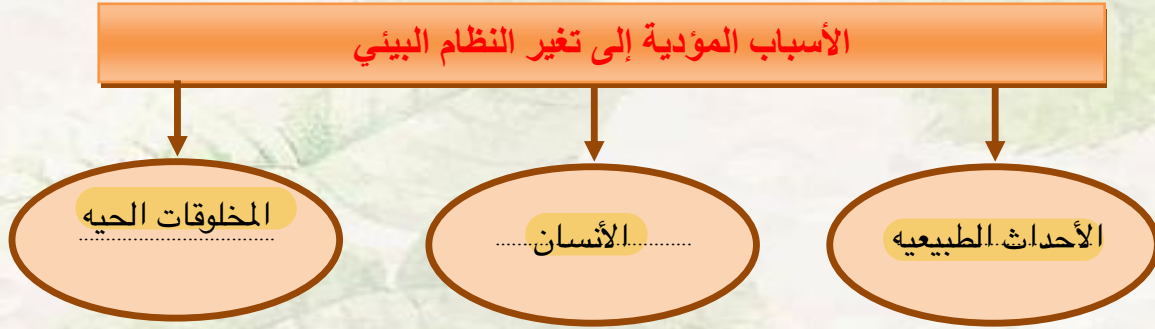 الأسباب المؤدية إلى تغير النظام البيئي
الأحداث الطبيعيه
الأنسان
المخلوقات الحيه